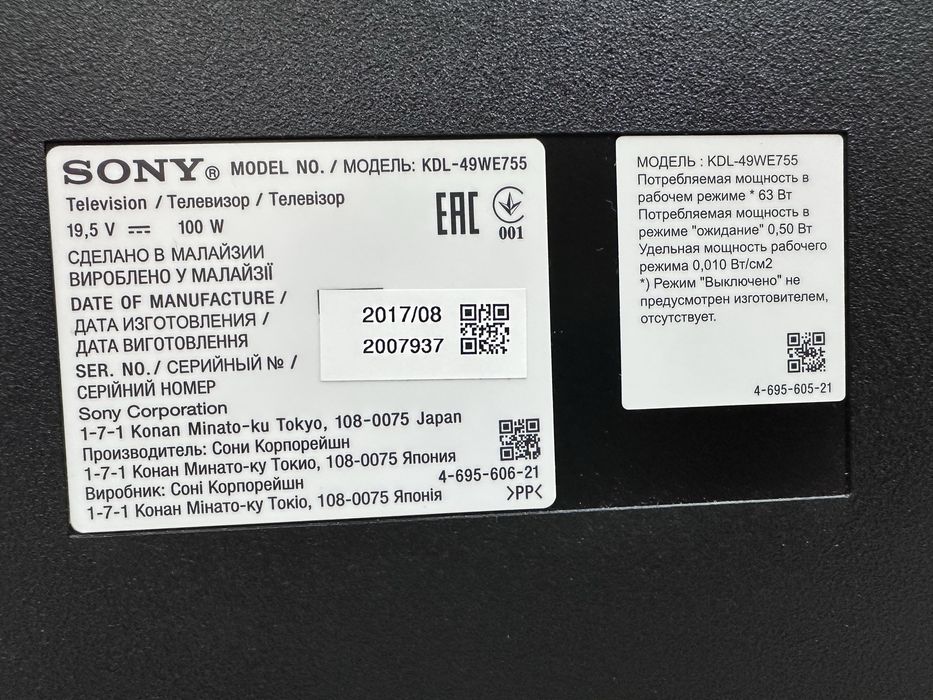 SONY® MODEL NO. / МОДЕЛЬ: KDL-49WE755
Television / Телевизор / Телевізор
19,5 V ⎓ 100 W
EAC
001
СДЕЛАНО В МАЛАЙЗИИ
ВИРОБЛЕНО У МАЛАЙЗІЇ
DATE OF MANUFACTURE /
ДАТА ИЗГОТОВЛЕНИЯ /
ДАТА ВИГОТОВЛЕННЯ
2017/08
2007937
SER. NO./ СЕРИЙНЫЙ № /
СЕРІЙНИЙ НОМЕР
Sony Corporation
1-7-1 Konan Minato-ku Tokyo, 108-0075 Japan
Производитель: Сони Корпорейшн
1-7-1 Конан Минато-ку Токио, 108-0075 Япония
Виробник: Соні Корпорейшн
1-7-1 Конан Мінато-ку Токіо, 108-0075 Японія
4-695-606-21
>PP<
МОДЕЛЬ : KDL-49WE755
Потребляемая мощность в
рабочем режиме * 63 Вт
Потребляемая мощность в
режиме "ожидание" 0,50 Вт
Удельная мощность рабочего
режима 0,010 Вт/см2
*) Режим "Выключено" не
предусмотрен изготовителем,
отсутствует.
4-695-605-21